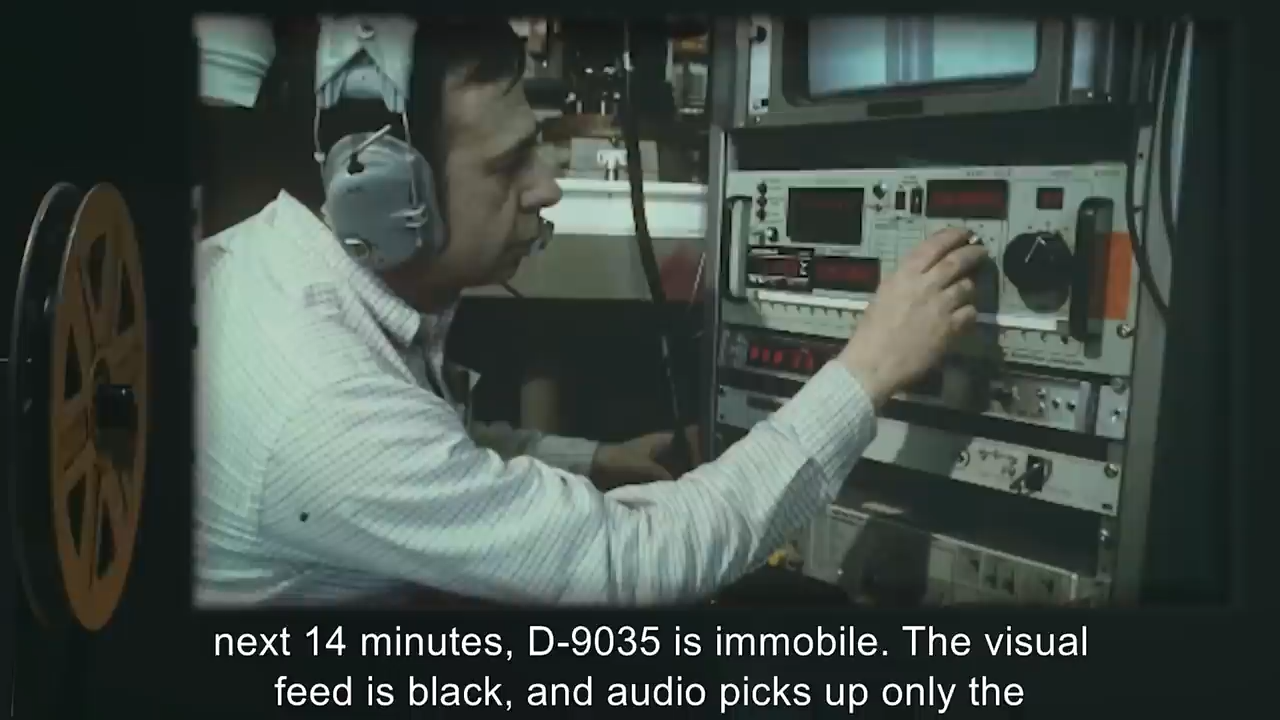 next 14 minutes, D-9035 is immobile. The visual
feed is black, and audio picks up only the